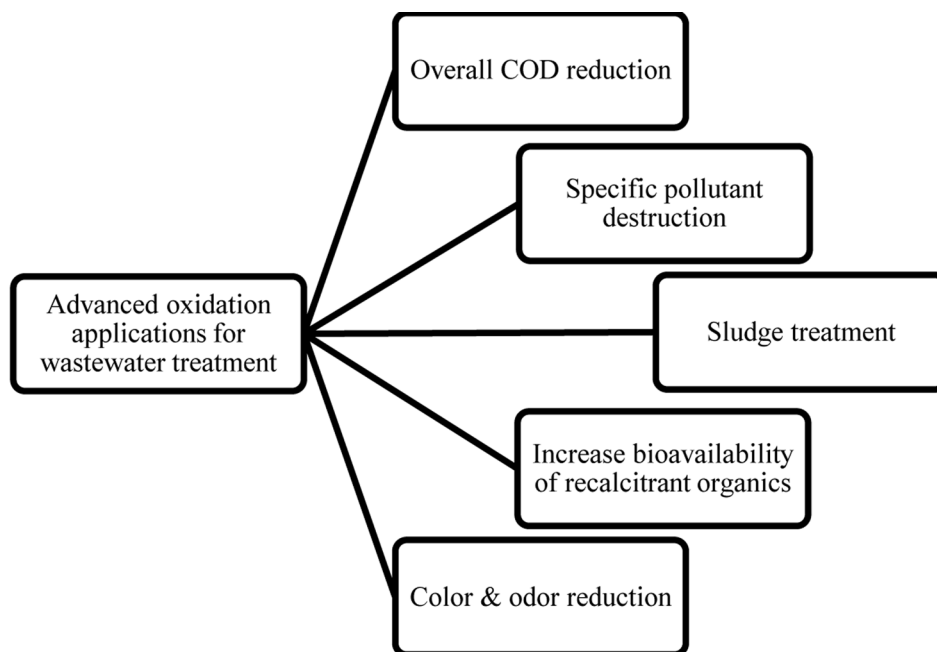 Overall COD reduction
Specific pollutant
destruction
Advanced oxidation
applications for
wastewater treatment
Sludge treatment
Increase bioavailability
of recalcitrant organics
Color & odor reduction